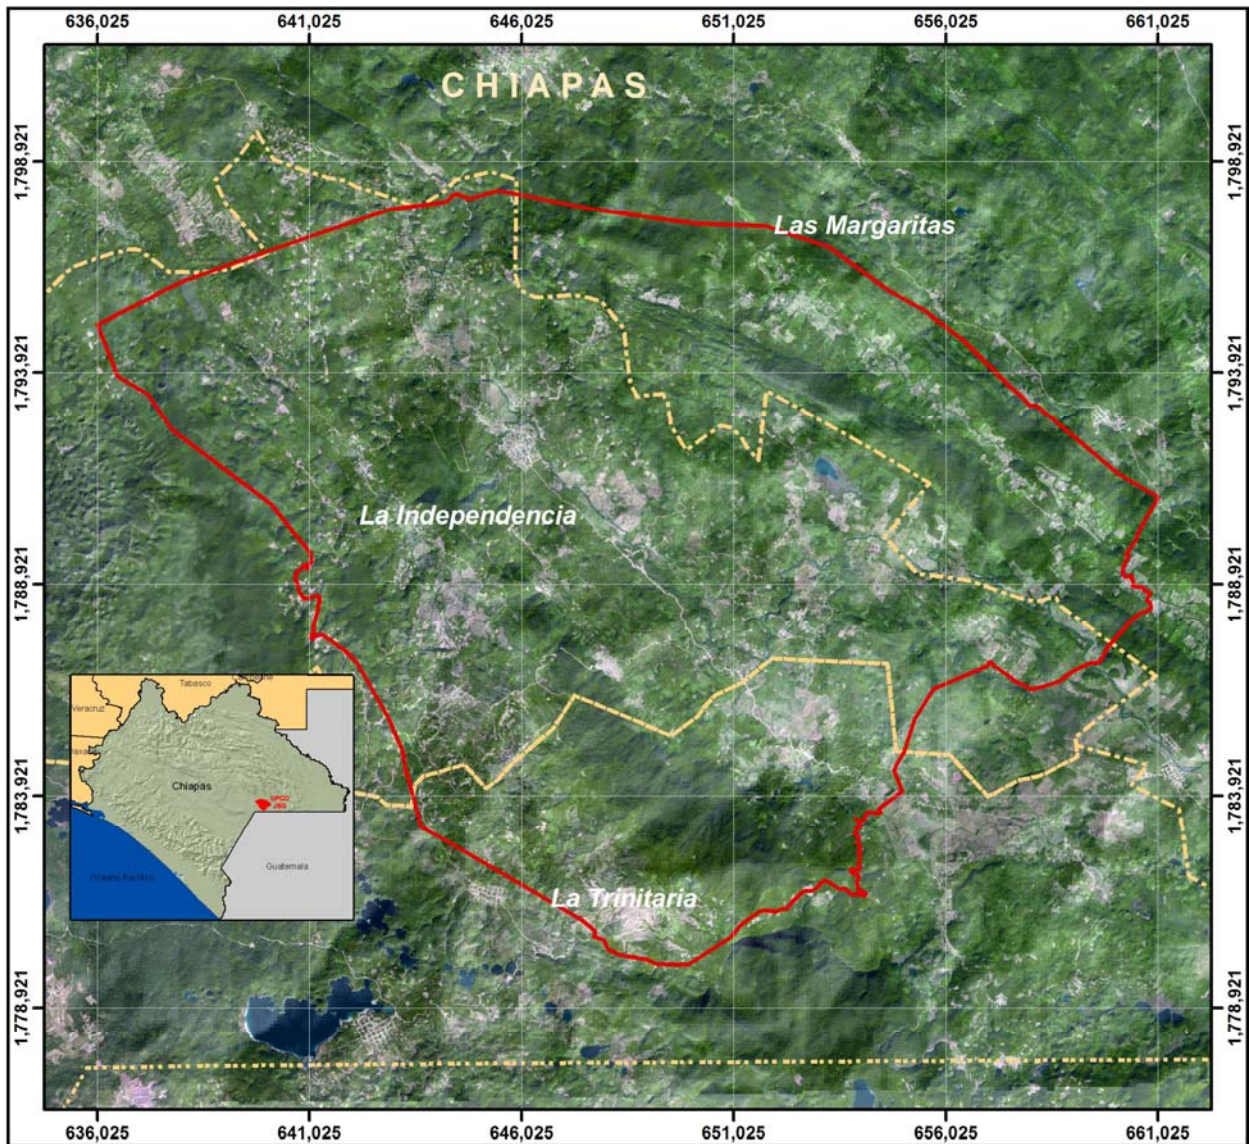 636,025 641,025 646,025 651,025 656,025 661,025
CHIAPAS
1,798,921 1,798,921
Las Margaritas
1,793,921 1,793,921
La Independencia
1,788,921 1,788,921
Tabasco
Veracruz
Chiapas
1,783,921 1,783,921
Guatemala
La Trinitaria
1,778,921 1,778,921
636,025 641,025 646,025 651,025 656,025 661,025